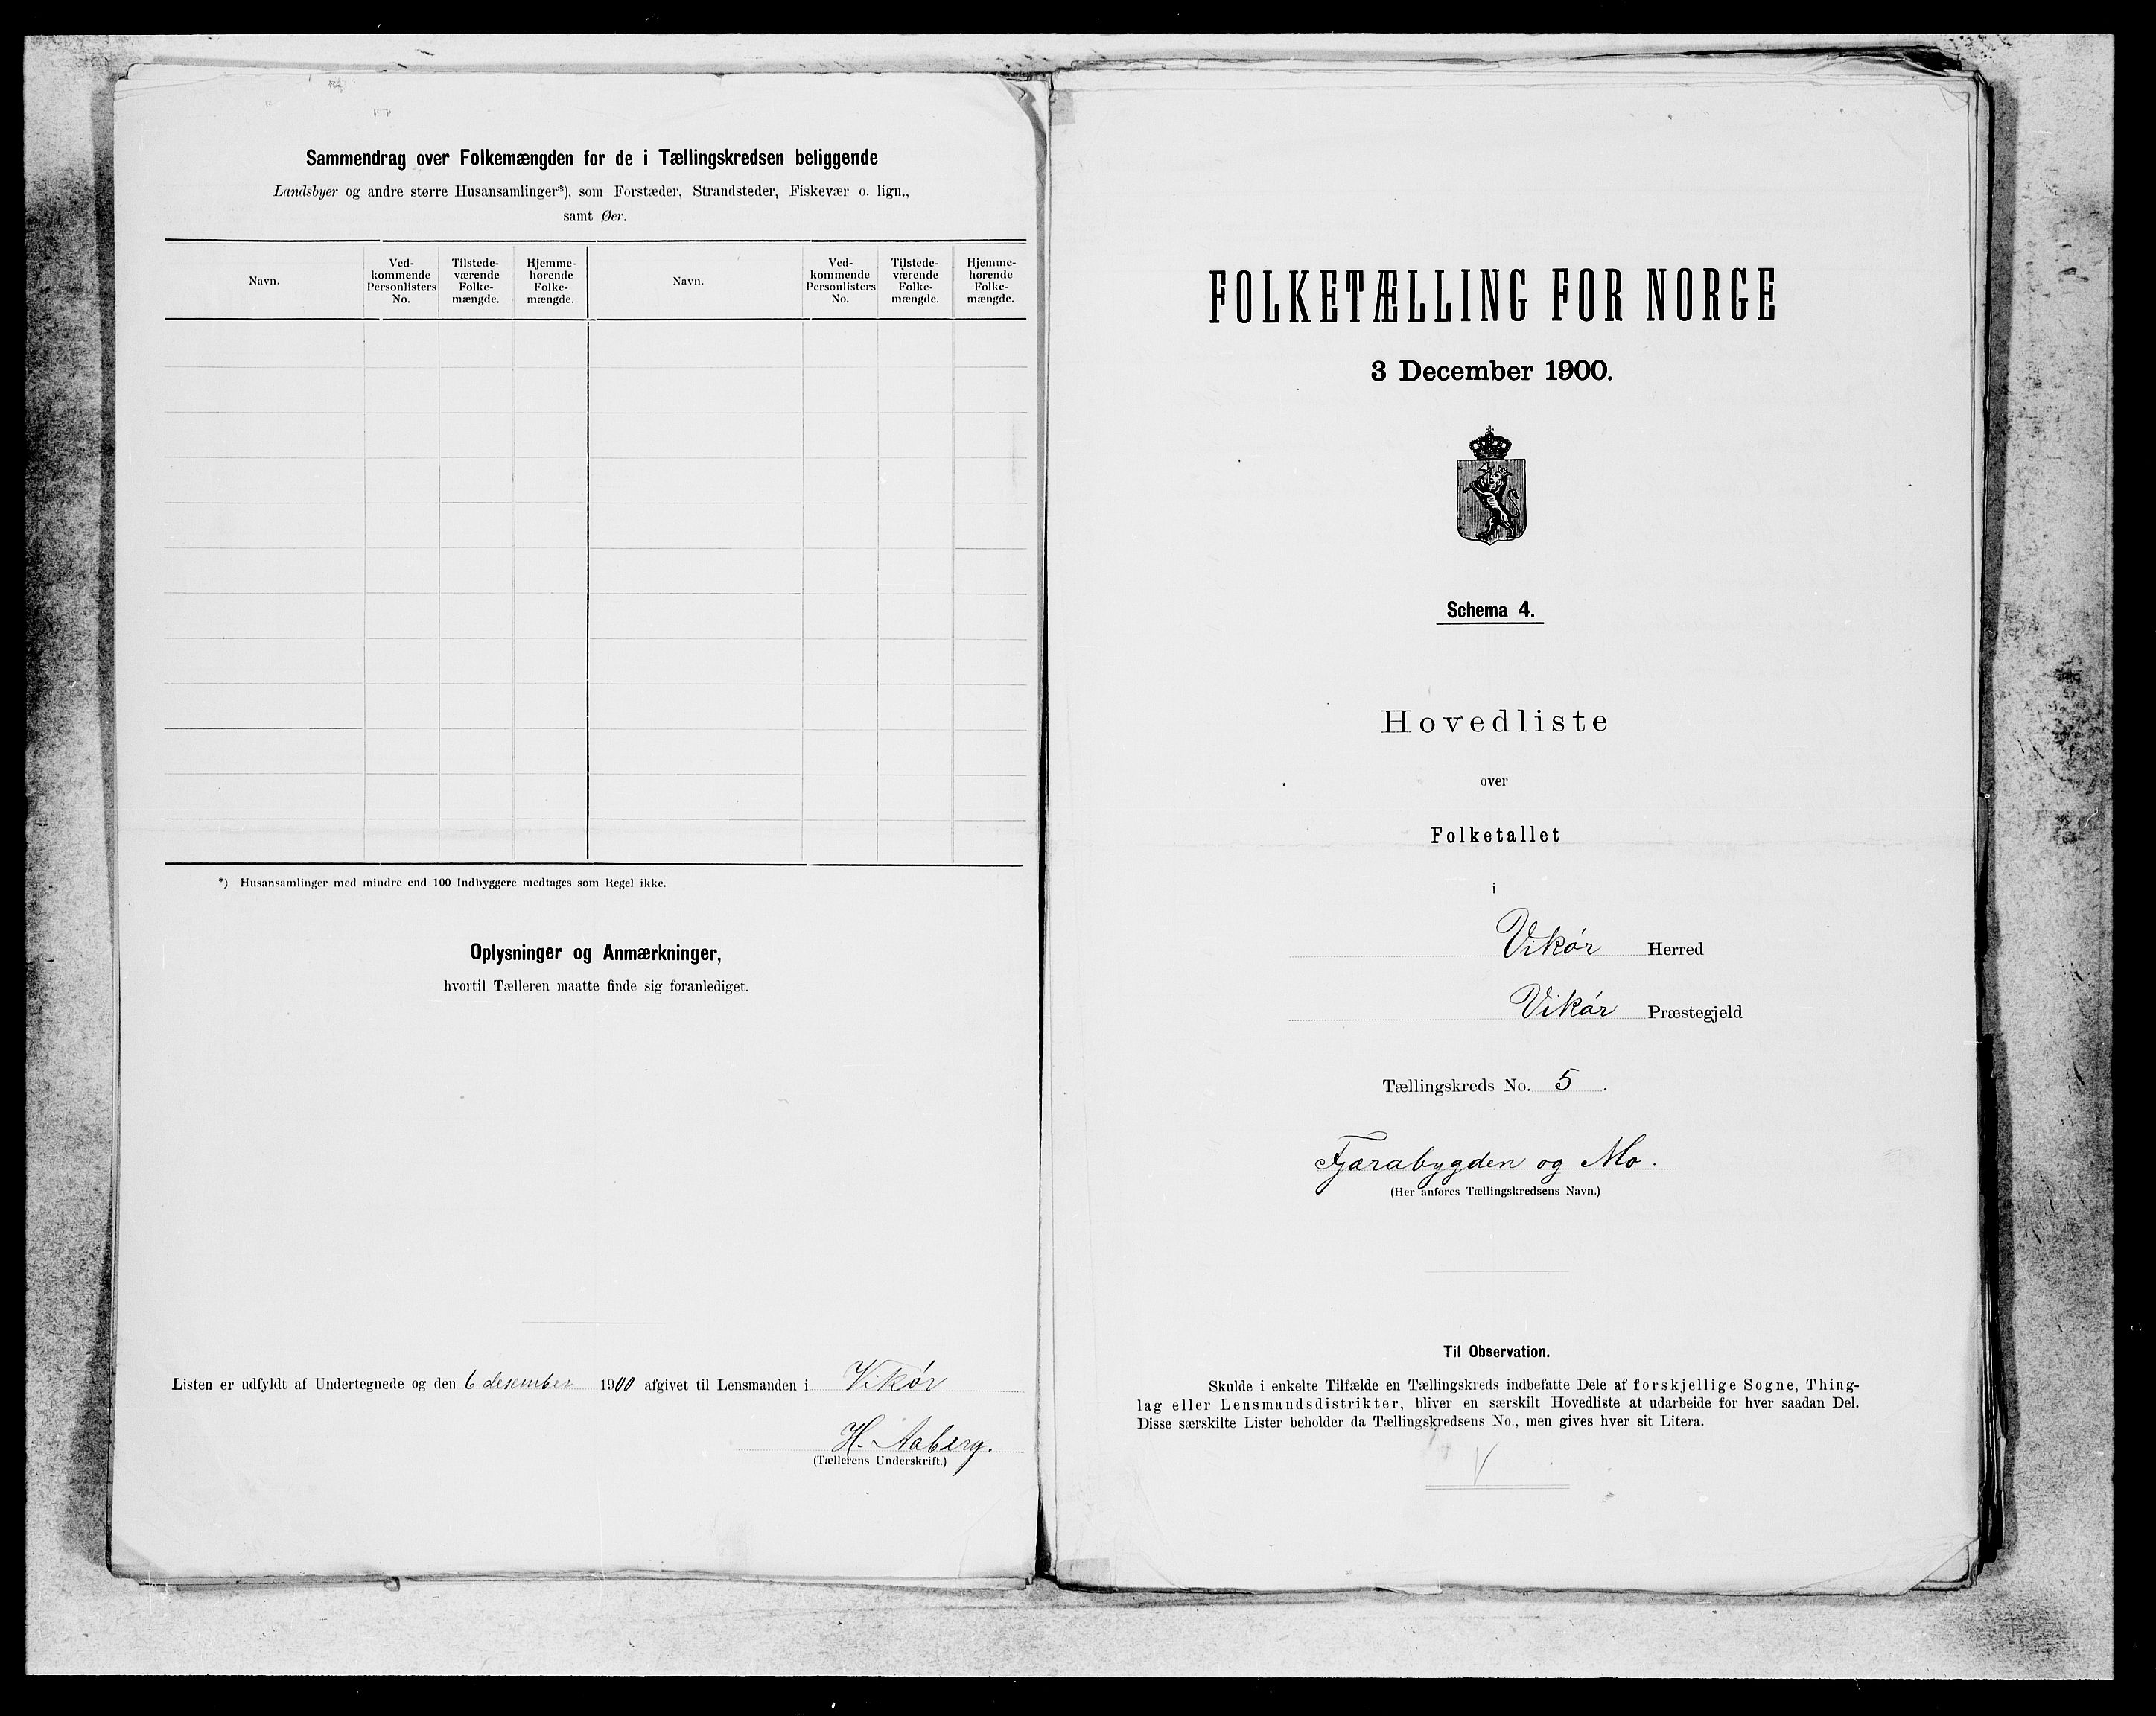 Sammendrag over Folkemængden for de i Tællingskredsen beliggende
Landsbyer og andre større Husansamlinger*), som Forstæder, Strandsteder, Fiskevær o. lign.,
samt Øer.
Navn.
Ved-
kommende
Personlisters
No.
Tilstede-
værende
Folke-
mængde.
Hjemme-
hørende
Folke-
mængde.
Navn.
Ved-
kommende
Personlisters
No.
Tilstede-
værende
Folke-
mængde.
Hjemme-
hørende
Folke-
mængde.
*) Husansamlinger med mindre end 100 Indbyggere medtages som Regel ikke.
Oplysninger og Anmærkninger,
hvortil Tælleren maatte finde sig foranlediget.
Listen er udfyldt af Undertegnede og den 6 desember 1900 afgivet til Lensmanden i Vikór
H. Aaberg.
(Tællerens Underskrift.)
FOLKETÆLLING FOR NORGE
3 December 1900.
Schema 4.
Hovedliste
over
Folketallet
i
Vikór Herred
Vikór Præstegjeld
Tællingskreds No. 5.
Fjærabygden og Mo.
(Her anføres Tællingskredsens Navn.)
Til Observation.
Skulde i enkelte Tilfælde en Tællingskreds indbefatte Dele af forskjellige Sogne, Thing-
lag eller Lensmandsdistrikter, bliver en særskilt Hovedliste at udarbeide for hver saadan Del.
Disse særskilte Lister beholder da Tællingskredsens No., men gives hver sit Litera.